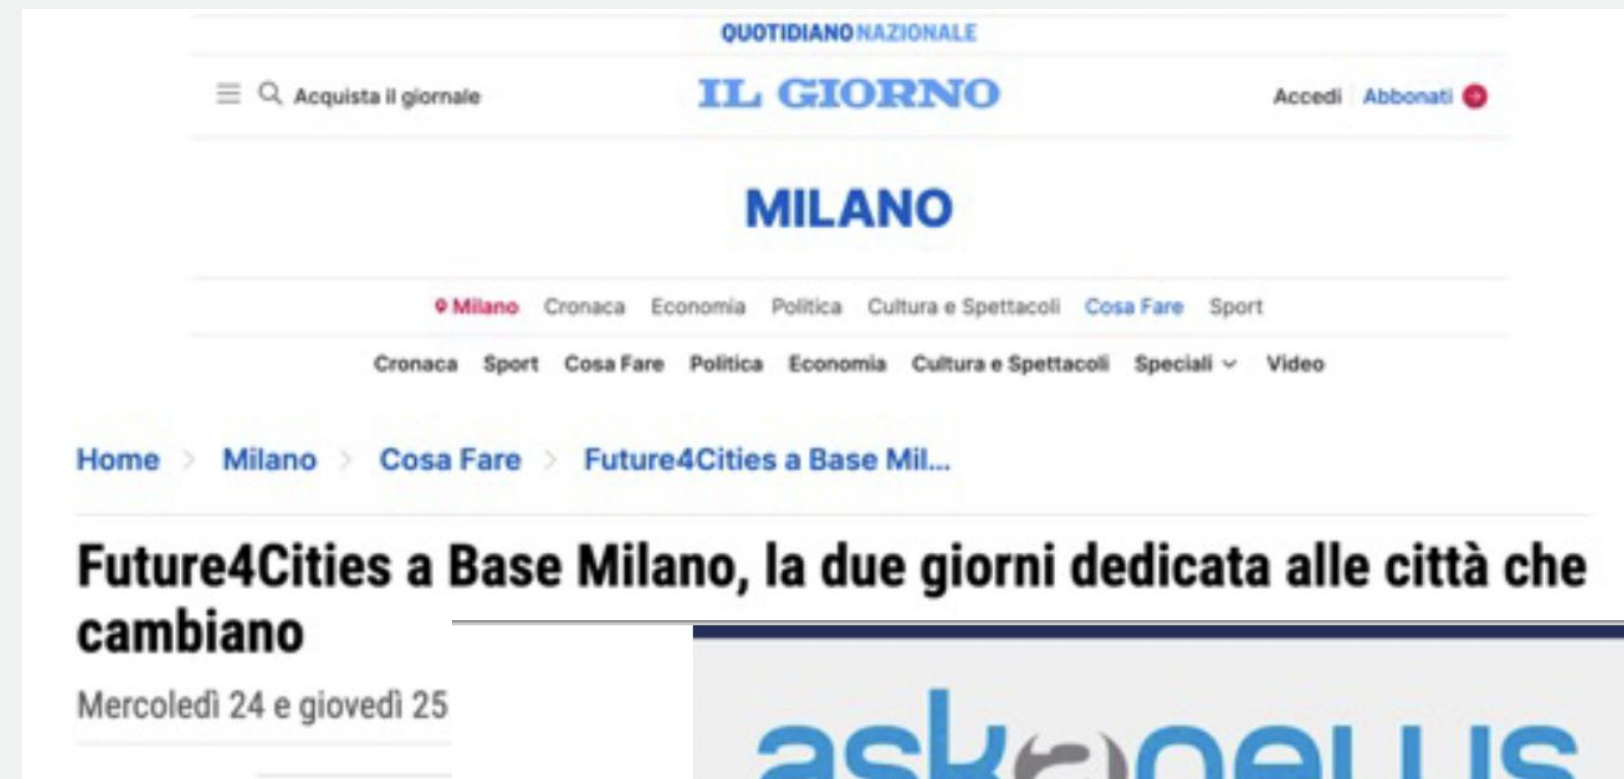 QUOTIDIANO NAZIONALE
Acquista il giornale
IL GIORNO
Accedi Abbonati
MILANO
Milano Cronaca Economia Politica Cultura e Spettacoli Cosa Fare Sport
Cronaca Sport Cosa Fare Politica Economia Cultura e Spettacoli Speciali Video
Home > Milano > Cosa Fare > Future4Cities a Base Mil...
Future4Cities a Base Milano, la due giorni dedicata alle città che
cambiano
Mercoledì 24 e giovedì 25
askanews